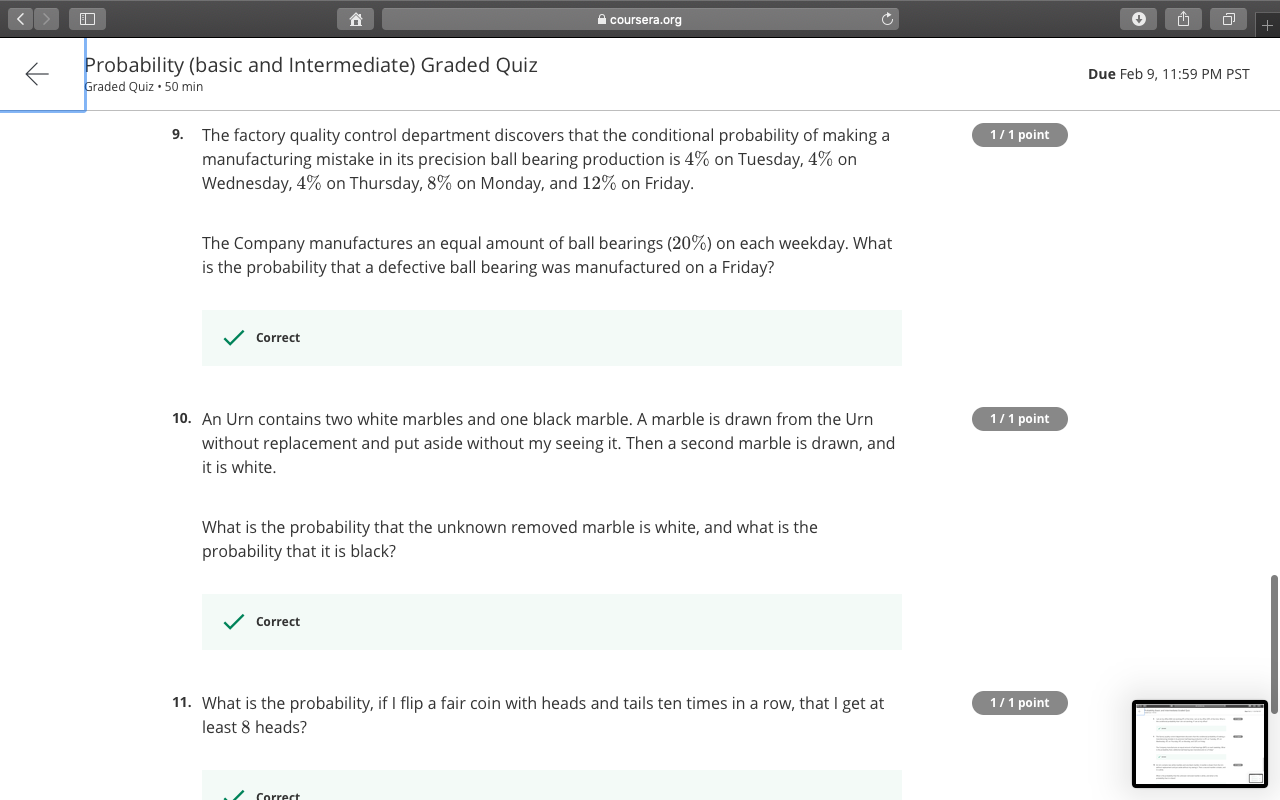 coursera.org
Probability (basic and Intermediate) Graded Quiz
Graded Quiz • 50 min
Due Feb 9, 11:59 PM PST
9. The factory quality control department discovers that the conditional probability of making a
manufacturing mistake in its precision ball bearing production is 4% on Tuesday, 4% on
Wednesday, 4% on Thursday, 8% on Monday, and 12% on Friday.
1 / 1 point
The Company manufactures an equal amount of ball bearings (20%) on each weekday. What
is the probability that a defective ball bearing was manufactured on a Friday?
Correct
10. An Urn contains two white marbles and one black marble. A marble is drawn from the Urn
without replacement and put aside without my seeing it. Then a second marble is drawn, and
it is white.
1 / 1 point
What is the probability that the unknown removed marble is white, and what is the
probability that it is black?
Correct
11. What is the probability, if I flip a fair coin with heads and tails ten times in a row, that I get at
least 8 heads?
1 / 1 point
Correct